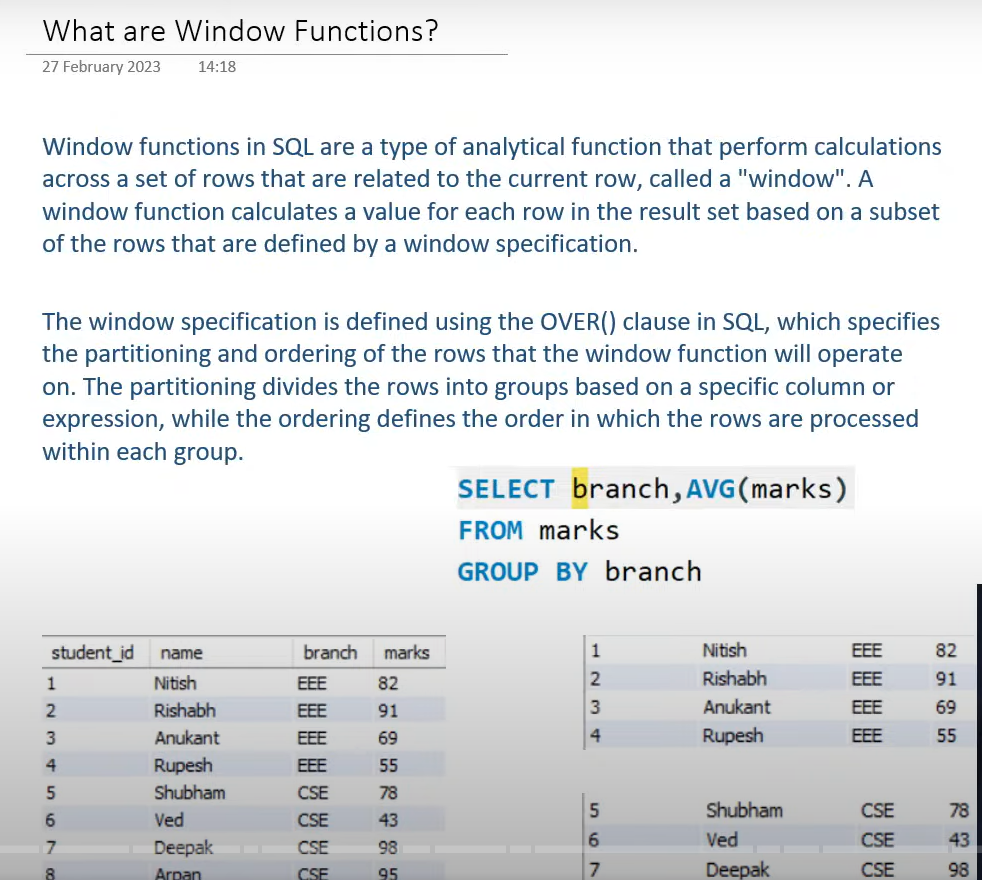 What are Window Functions?
27 February 2023 14:18
Window functions in SQL are a type of analytical function that perform calculations
across a set of rows that are related to the current row, called a "window". A
window function calculates a value for each row in the result set based on a subset
of the rows that are defined by a window specification.
The window specification is defined using the OVER() clause in SQL, which specifies
the partitioning and ordering of the rows that the window function will operate
on. The partitioning divides the rows into groups based on a specific column or
expression, while the ordering defines the order in which the rows are processed
within each group.
SELECT branch,AVG(marks)
FROM marks
GROUP BY branch
student_id name branch marks
1 Nitish EEE 82
2 Rishabh EEE 91
3 Anukant EEE 69
4 Rupesh EEE 55
5 Shubham CSE 78
6 Ved CSE 43
7 Deepak CSE 98
8 Arpan CSE 95
1 Nitish EEE 82
2 Rishabh EEE 91
3 Anukant EEE 69
4 Rupesh EEE 55
5 Shubham CSE 78
6 Ved CSE 43
7 Deepak CSE 98